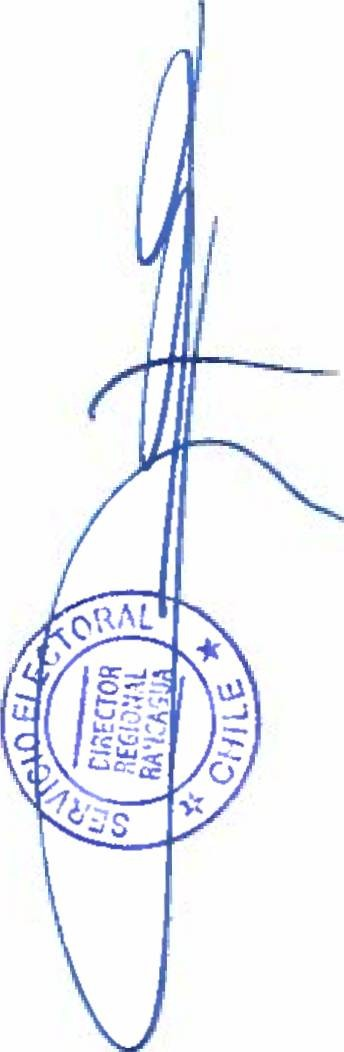 SERVICIO ELECTORAL
★ CHILE ★
DIRECTOR
REGIONAL
RANCAGUA